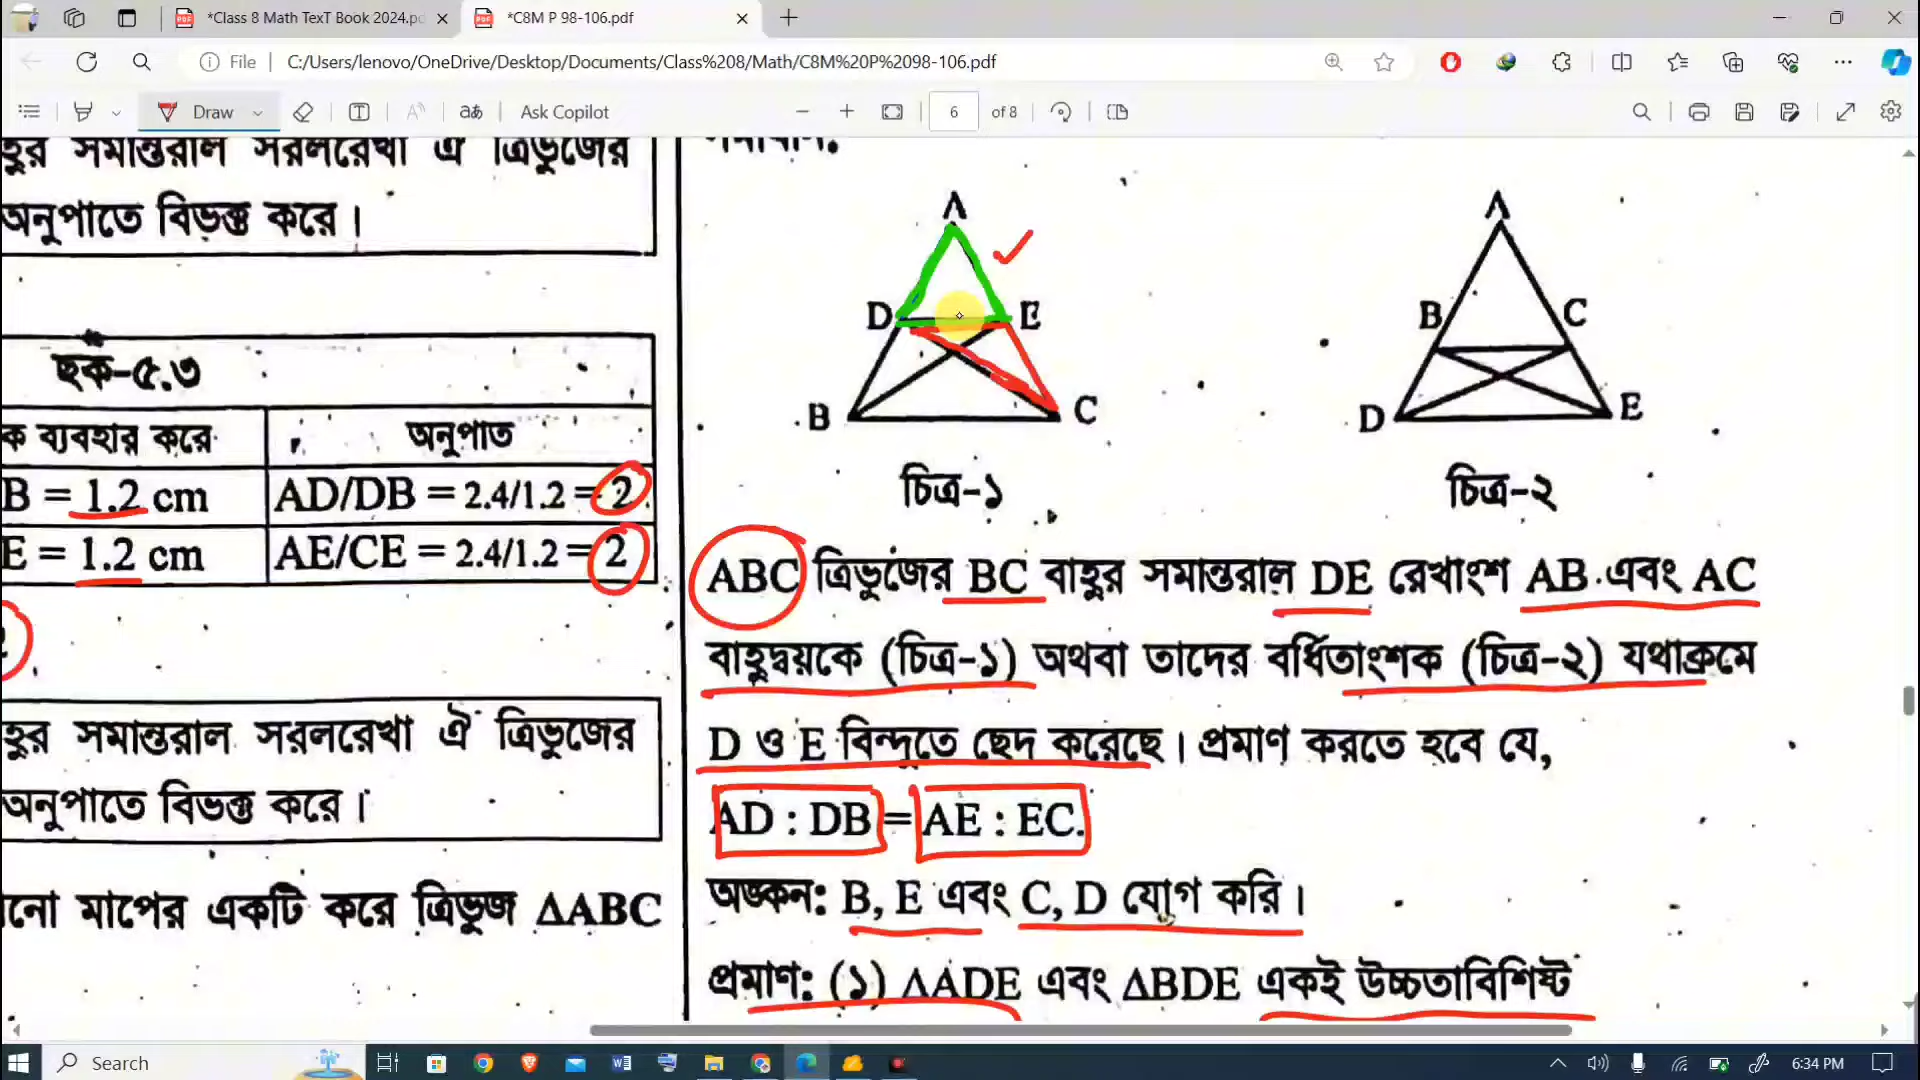 *Class 8 Math TexT Book 2024.pdf
*C8M P 98-106.pdf
File
C:/Users/lenovo/OneDrive/Desktop/Documents/Class%208/Math/C8M%20P%2098-106.pdf
Draw
Ask Copilot
6 of 8
হুর সমান্তরাল সরলরেখা ঐ ত্রিভুজের
অনুপাতে বিভক্ত করে।
ছক-৫.৩
ক ব্যবহার করে
অনুপাত
B = 1.2 cm
AD/DB = 2.4/1.2 = 2
E = 1.2 cm
AE/CE = 2.4/1.2 = 2
হুর সমান্তরাল সরলরেখা ঐ ত্রিভুজের
অনুপাতে বিভক্ত করে।
নো মাপের একটি করে ত্রিভুজ ΔABC
A
D
E
B
C
চিত্র-১
A
B
C
D
E
চিত্র-২
ABC ত্রিভুজের BC বাহুর সমান্তরাল DE রেখাংশ AB এবং AC
বাহুদ্বয়কে (চিত্র-১) অথবা তাদের বর্ধিতাংশক (চিত্র-২) যথাক্রমে
D ও E বিন্দুতে ছেদ করেছে। প্রমাণ করতে হবে যে,
AD : DB = AE : EC.
অঙ্কন: B, E এবং C, D যোগ করি।
প্রমাণ: (১) ΔADE এবং ΔBDE একই উচ্চতাবিশিষ্ট
Search
6:34 PM